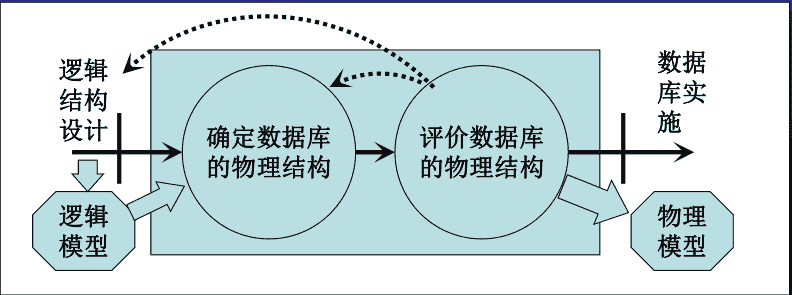 逻辑
结构
设计
确定数据库
的物理结构
评价数据库
的物理结构
数据
库实
施
逻辑
模型
物理
模型